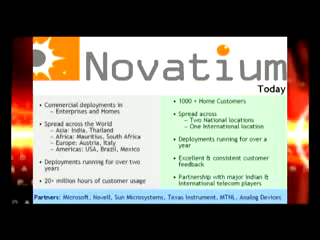 Novatium
Today
• Commercial deployments in
– Enterprises and Homes
• Spread across the World
– Asia: India, Thailand
– Africa: Mauritius, South Africa
– Europe: Austria, Italy
– Americas: USA, Brazil, Mexico
• Deployments running for over two
years
• 20+ million hours of customer usage
• 1000 + Home Customers
• Spread across
– Two National locations
– One International location
• Deployments running for over a
year
• Excellent & consistent customer
feedback
• Partnership with major Indian &
International telecom players
Partners: Microsoft, Novell, Sun Microsystems, Texas Instrument, MTNL, Analog Devices